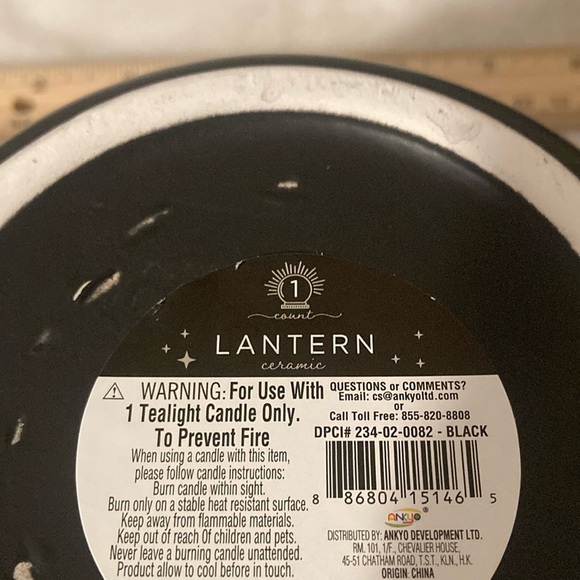 1
count
LANTERN
ceramic
WARNING: For Use With
1 Tealight Candle Only.
To Prevent Fire
When using a candle with this item,
please follow candle instructions:
Burn candle within sight.
Burn only on a stable heat resistant surface.
Keep away from flammable materials.
Keep out of reach Of children and pets.
Never leave a burning candle unattended.
Product allow to cool before in touch.
QUESTIONS or COMMENTS?
Email: cs@ankyoltd.com
or
Call Toll Free: 855-820-8808
DPCI# 234-02-0082 - BLACK
8 86804 15146 5
ANKYO
DISTRIBUTED BY: ANKYO DEVELOPMENT LTD.
RM. 101, 1/F., CHEVALIER HOUSE,
45-51 CHATHAM ROAD, T.S.T., KLN., H.K.
ORIGIN: CHINA